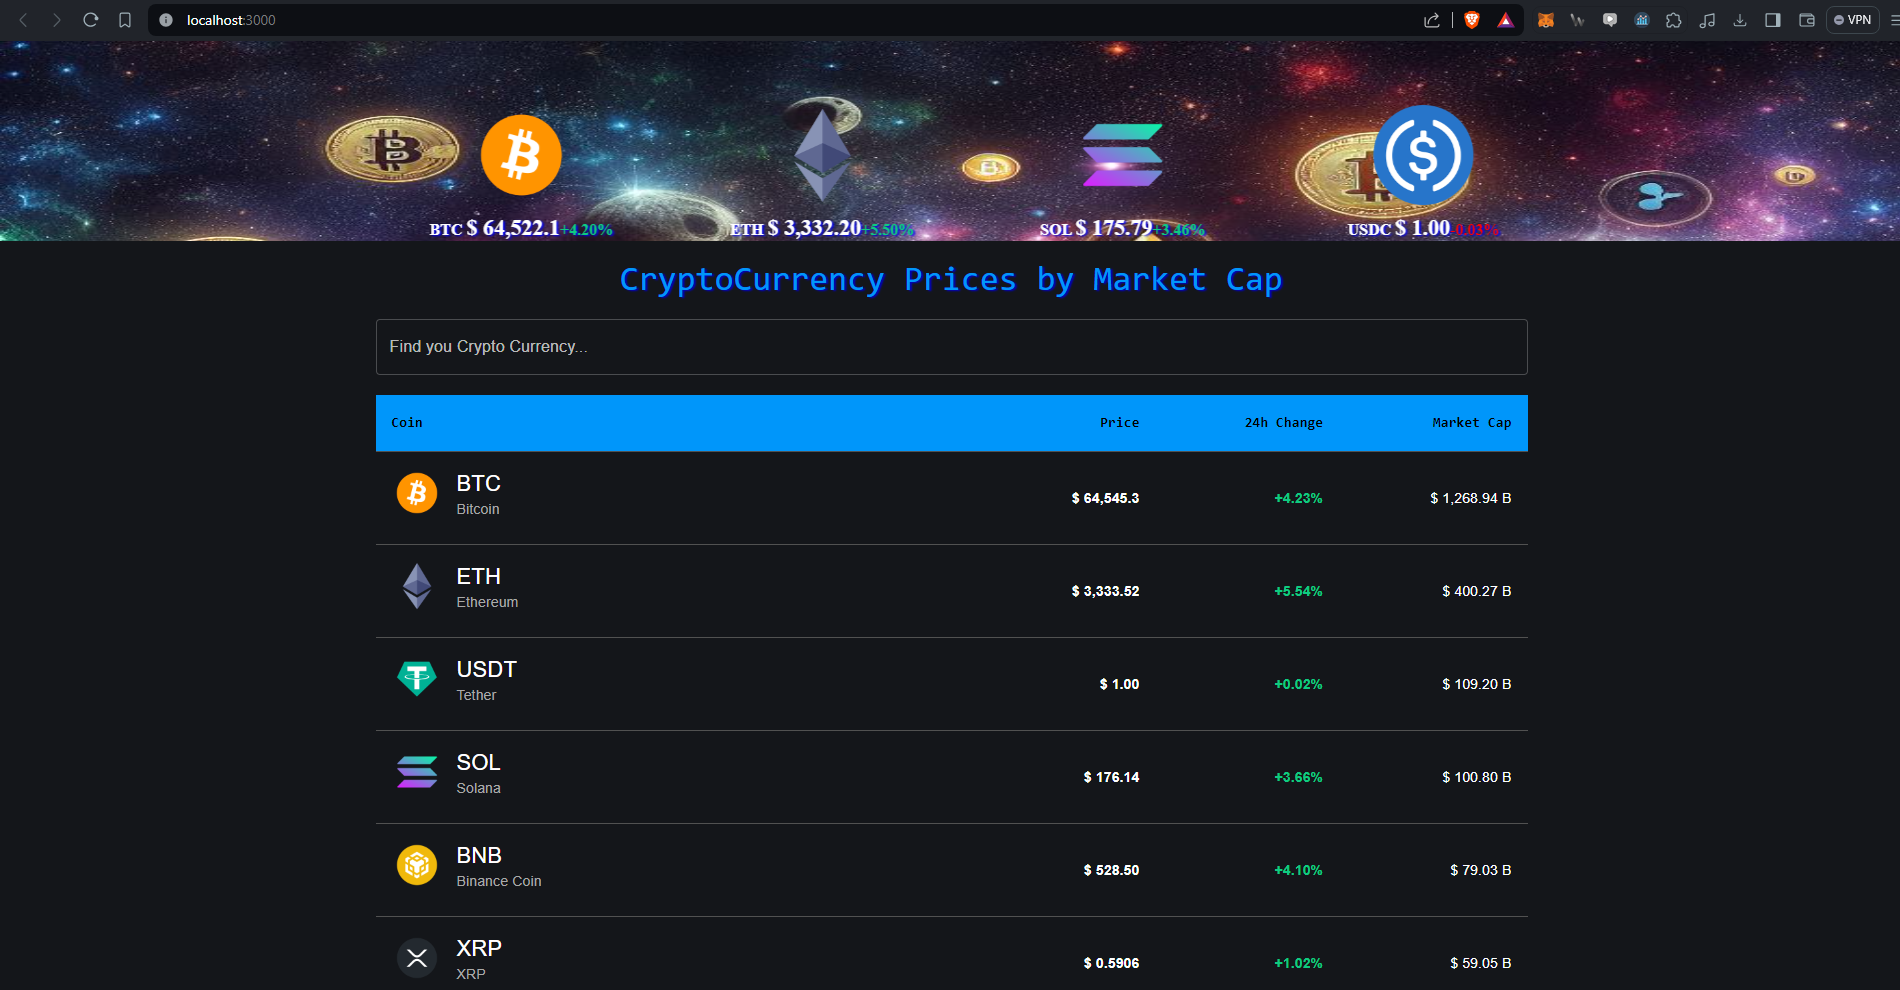 localhost:3000
VPN
BTC $ 64,522.1+4.20%
ETH $ 3,332.20+5.50%
SOL $ 175.79+3.46%
USDC $ 1.00-0.03%
CryptoCurrency Prices by Market Cap
Find you Crypto Currency...
Coin Price 24h Change Market Cap
BTC
Bitcoin
$ 64,545.3 +4.23% $ 1,268.94 B
ETH
Ethereum
$ 3,333.52 +5.54% $ 400.27 B
USDT
Tether
$ 1.00 +0.02% $ 109.20 B
SOL
Solana
$ 176.14 +3.66% $ 100.80 B
BNB
Binance Coin
$ 528.50 +4.10% $ 79.03 B
XRP
XRP
$ 0.5906 +1.02% $ 59.05 B